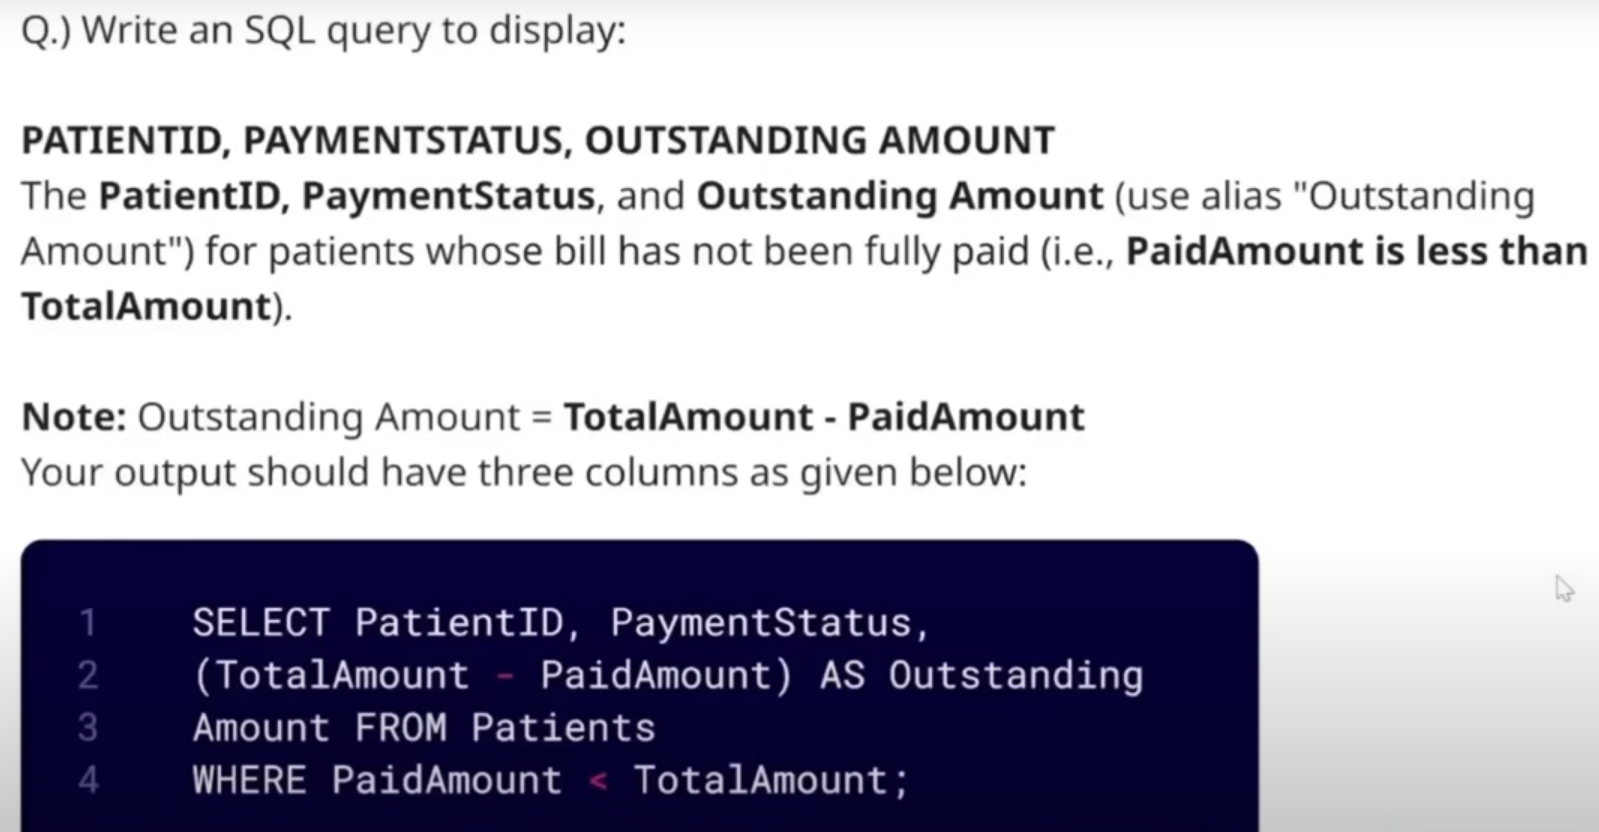 Q.) Write an SQL query to display:
PATIENTID, PAYMENTSTATUS, OUTSTANDING AMOUNT
The PatientID, PaymentStatus, and Outstanding Amount (use alias "Outstanding
Amount") for patients whose bill has not been fully paid (i.e., PaidAmount is less than
TotalAmount).
Note: Outstanding Amount = TotalAmount - PaidAmount
Your output should have three columns as given below:
1 SELECT PatientID, PaymentStatus,
2 (TotalAmount - PaidAmount) AS Outstanding
3 Amount FROM Patients
4 WHERE PaidAmount < TotalAmount;